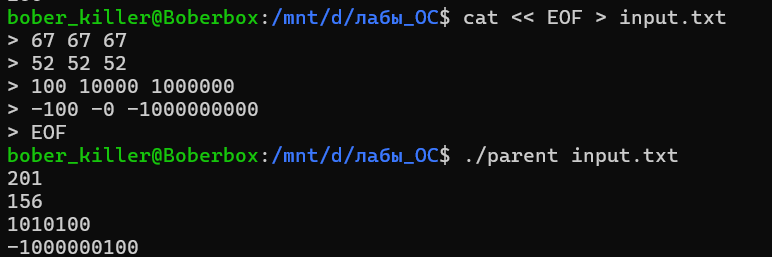 bober_killer@Boberbox:/mnt/d/лабы_ОС$ cat << EOF > input.txt
> 67 67 67
> 52 52 52
> 100 10000 1000000
> -100 -0 -1000000000
> EOF
bober_killer@Boberbox:/mnt/d/лабы_ОС$ ./parent input.txt
201
156
1010100
-1000000100